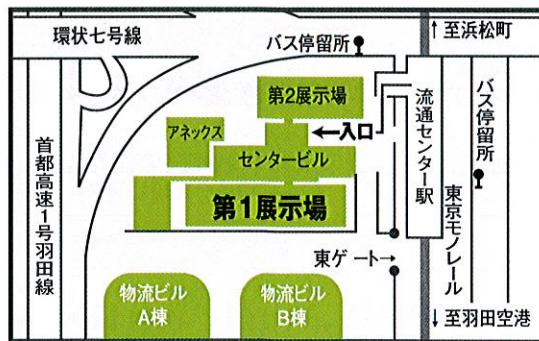 環状七号線
バス停留所
↑至浜松町
第2展示場
アネックス
←入口
センタービル
第1展示場
流通センター駅
バス停留所
東京モノレール
首都高速1号羽田線
東ゲート→
物流ビル
A棟
物流ビル
B棟
↓至羽田空港